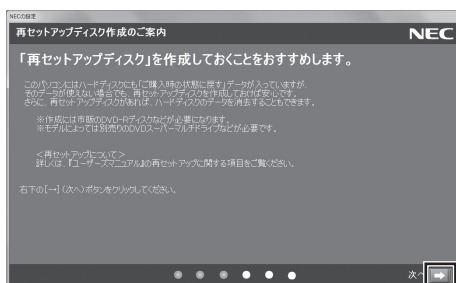 NECの設定
再セットアップディスク作成のご案内
NEC
「再セットアップディスク」を作成しておくことをおすすめします。
このパソコンにはハードディスクにも「ご購入時の状態に戻す」データが入っていますが、
そのデータが使えない場合でも、再セットアップディスクを作成しておけば安心です。
さらに、再セットアップディスクがあれば、ハードディスクのデータを消去することもできます。
※作成には市販のDVD-Rディスクなどが必要になります。
※モデルによっては別売りのDVDスーパーマルチドライブなどが必要です。
<再セットアップについて>
詳しくは、『ユーザーズマニュアル』の再セットアップに関する項目をご覧ください。
右下の[→](次へ)ボタンをクリックしてください。
次へ